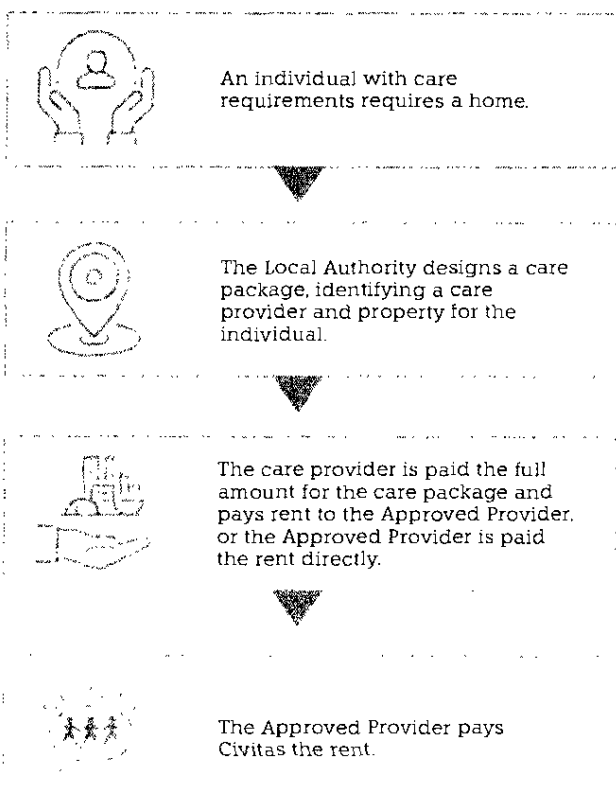 An individual with care
requirements requires a home.
The Local Authority designs a care
package, identifying a care
provider and property for the
individual.
The care provider is paid the full
amount for the care package and
pays rent to the Approved Provider,
or the Approved Provider is paid
the rent directly.
The Approved Provider pays
Civitas the rent.